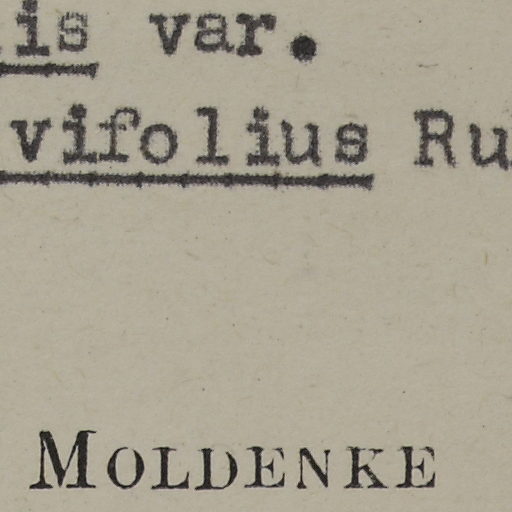 is var.
vifolius Ru
MOLDENKE